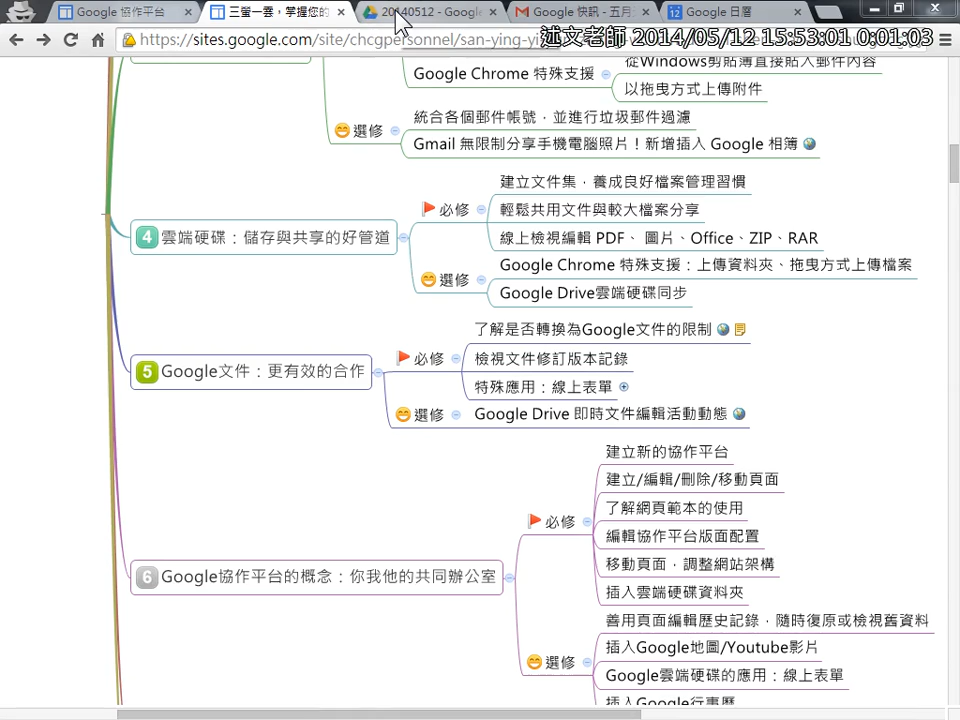 Google 協作平台
三螢一雲，掌握您的
20140512 - Google
Gmail 快訊 - 五月
Google 日曆
https://sites.google.com/site/chcgpersonnel/san-ying-yi
述文老師 2014/05/12 15:53:01 0:01:03
Google Chrome 特殊支援
從Windows剪貼簿直接貼入郵件內容
以拖曳方式上傳附件
選修
統合各個郵件帳號，並進行垃圾郵件過濾
Gmail 無限制分享手機電腦照片！新增插入 Google 相簿
4 雲端硬碟：儲存與共享的好管道
必修
建立文件集，養成良好檔案管理習慣
輕鬆共用文件與較大檔案分享
線上檢視編輯 PDF、 圖片、Office、ZIP、RAR
選修
Google Chrome 特殊支援：上傳資料夾、拖曳方式上傳檔案
Google Drive雲端硬碟同步
5 Google文件：更有效的合作
必修
了解是否轉換為Google文件的限制
檢視文件修訂版本記錄
特殊應用：線上表單
選修
Google Drive 即時文件編輯活動動態
6 Google協作平台的概念：你我他的共同辦公室
必修
建立新的協作平台
建立/編輯/刪除/移動頁面
了解網頁範本的使用
編輯協作平台版面配置
移動頁面，調整網站架構
插入雲端硬碟資料夾
選修
善用頁面編輯歷史記錄，隨時復原或檢視舊資料
插入Google地圖/Youtube影片
Google雲端硬碟的應用：線上表單
插入Google行事曆